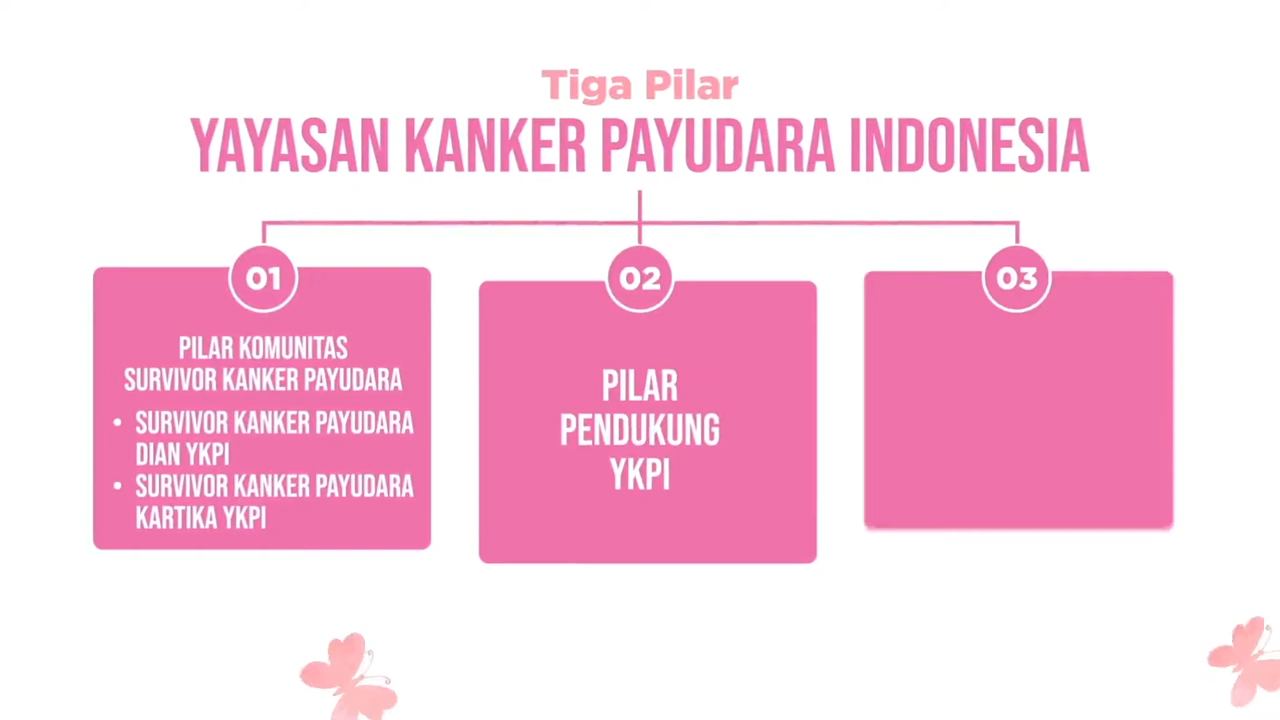 Tiga Pilar
YAYASAN KANKER PAYUDARA INDONESIA
01
PILAR KOMUNITAS
SURVIVOR KANKER PAYUDARA
• SURVIVOR KANKER PAYUDARA
DIAN YKPI
• SURVIVOR KANKER PAYUDARA
KARTIKA YKPI
02
PILAR
PENDUKUNG
YKPI
03